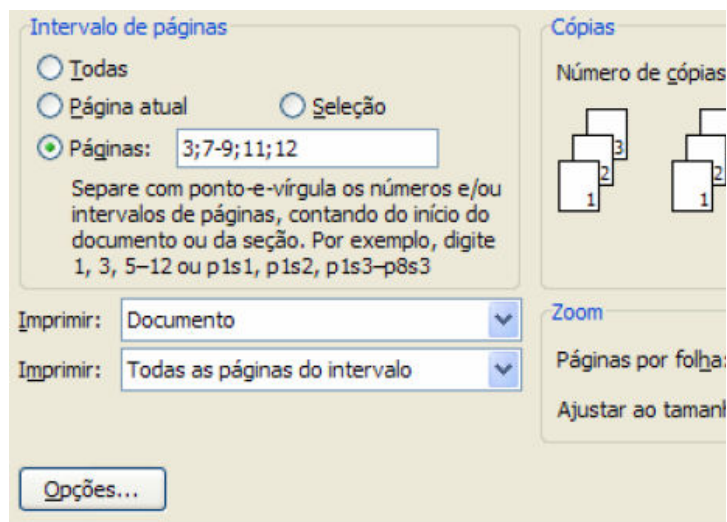 Intervalo de páginas
Todas
Página atual
Seleção
Páginas: 3;7-9;11;12
Separe com ponto-e-vírgula os números e/ou
intervalos de páginas, contando do início do
documento ou da seção. Por exemplo, digite
1, 3, 5–12 ou p1s1, p1s2, p1s3–p8s3
Cópias
Número de cópias
3
2
1
2
1
Imprimir: Documento
Imprimir: Todas as páginas do intervalo
Zoom
Páginas por folha:
Ajustar ao tamanh
Opções...